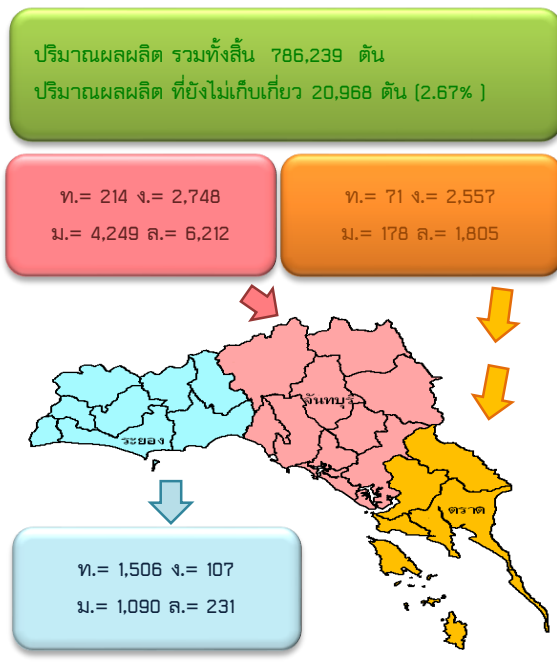 ปริมาณผลผลิต รวมทั้งสิ้น 786,239 ตัน
ปริมาณผลผลิต ที่ยังไม่เก็บเกี่ยว 20,968 ตัน (2.67% )
ท.= 214 ง.= 2,748
ม.= 4,249 ล.= 6,212
ท.= 71 ง.= 2,557
ม.= 178 ล.= 1,805
จันทบุรี
ระยอง
ตราด
ท.= 1,506 ง.= 107
ม.= 1,090 ล.= 231